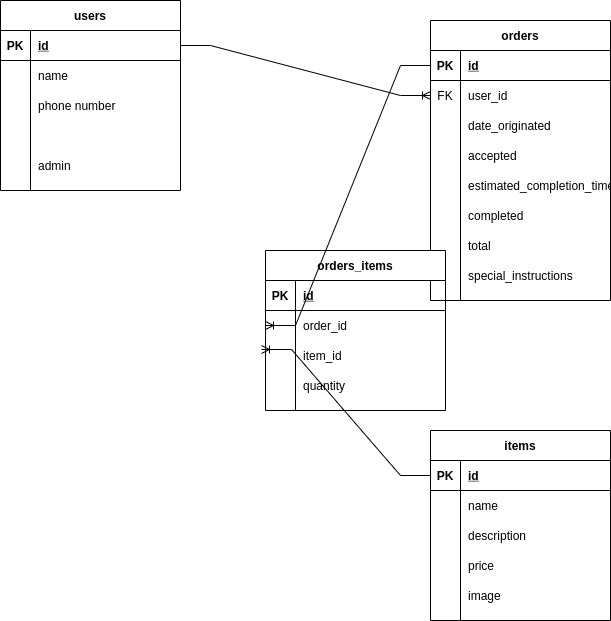 users
PK id
name
phone number
admin
orders
PK id
FK user_id
date_originated
accepted
estimated_completion_time
completed
total
special_instructions
orders_items
PK id
order_id
item_id
quantity
items
PK id
name
description
price
image